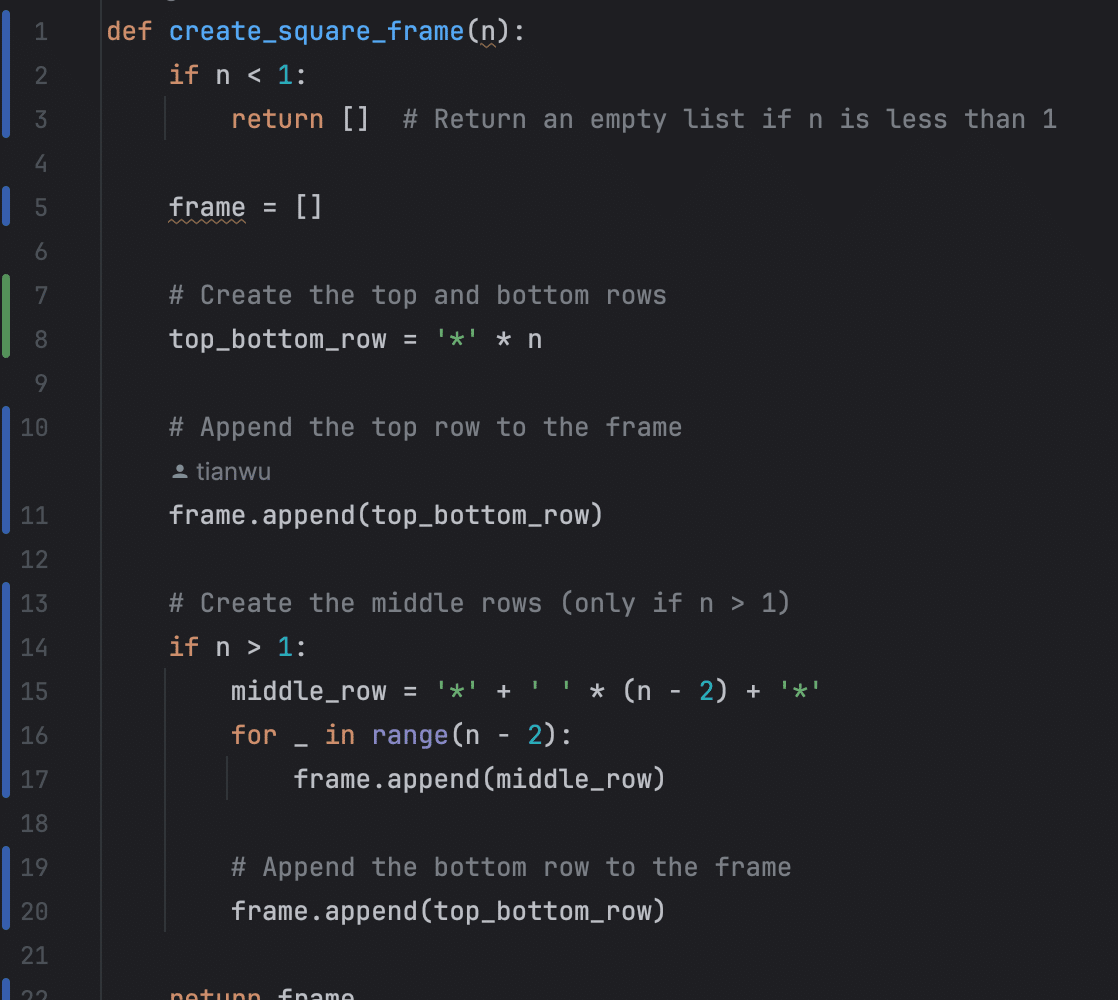 1 def create_square_frame(n):
2     if n < 1:
3         return []  # Return an empty list if n is less than 1
4
5     frame = []
6
7     # Create the top and bottom rows
8     top_bottom_row = '*' * n
9
10     # Append the top row to the frame
tianwu
11     frame.append(top_bottom_row)
12
13     # Create the middle rows (only if n > 1)
14     if n > 1:
15         middle_row = '*' + ' ' * (n - 2) + '*'
16         for _ in range(n - 2):
17             frame.append(middle_row)
18
19         # Append the bottom row to the frame
20         frame.append(top_bottom_row)
21
22     return frame